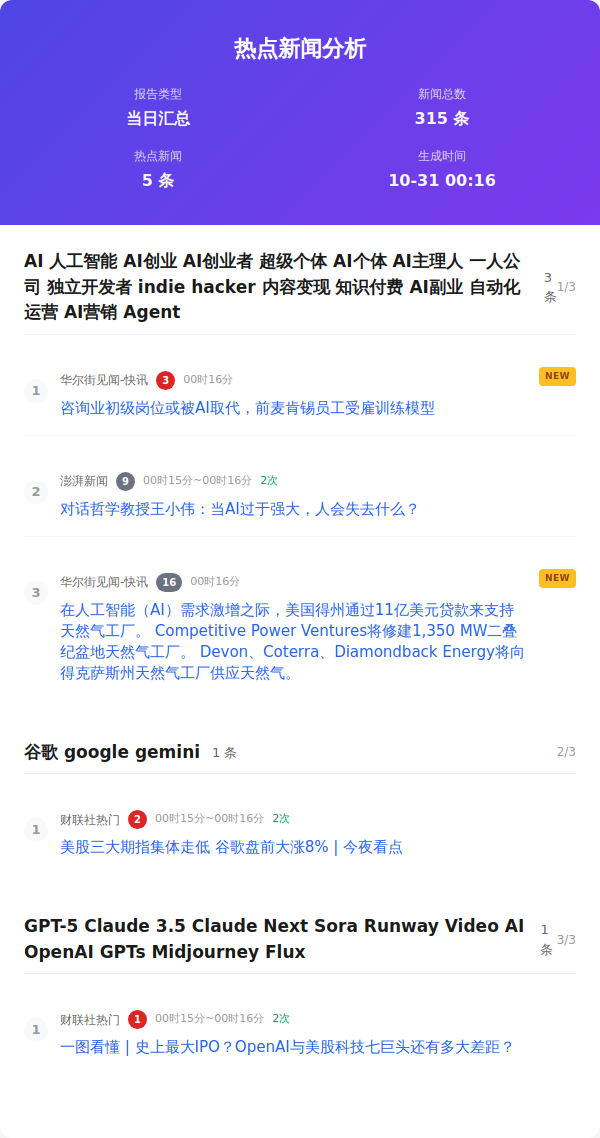 热点新闻分析
报告类型
当日汇总
新闻总数
315 条
热点新闻
5 条
生成时间
10-31 00:16
AI 人工智能 AI创业 AI创业者 超级个体 AI个体 AI主理人 一人公
司 独立开发者 indie hacker 内容变现 知识付费 AI副业 自动化
运营 AI营销 Agent
3
条
1/3
1
华尔街见闻-快讯 3 00时16分
NEW
咨询业初级岗位或被AI取代，前麦肯锡员工受雇训练模型
2
澎湃新闻 9 00时15分~00时16分 2次
对话哲学教授王小伟：当AI过于强大，人会失去什么？
3
华尔街见闻-快讯 16 00时16分
NEW
在人工智能（AI）需求激增之际，美国得州通过11亿美元贷款来支持
天然气工厂。 Competitive Power Ventures将修建1,350 MW二叠
纪盆地天然气工厂。 Devon、Coterra、Diamondback Energy将向
得克萨斯州天然气工厂供应天然气。
谷歌 google gemini 1 条
2/3
1
财联社热门 2 00时15分~00时16分 2次
美股三大期指集体走低 谷歌盘前大涨8% | 今夜看点
GPT-5 Claude 3.5 Claude Next Sora Runway Video AI
OpenAI GPTs Midjourney Flux
1
条
3/3
1
财联社热门 1 00时15分~00时16分 2次
一图看懂 | 史上最大IPO？OpenAI与美股科技七巨头还有多大差距？